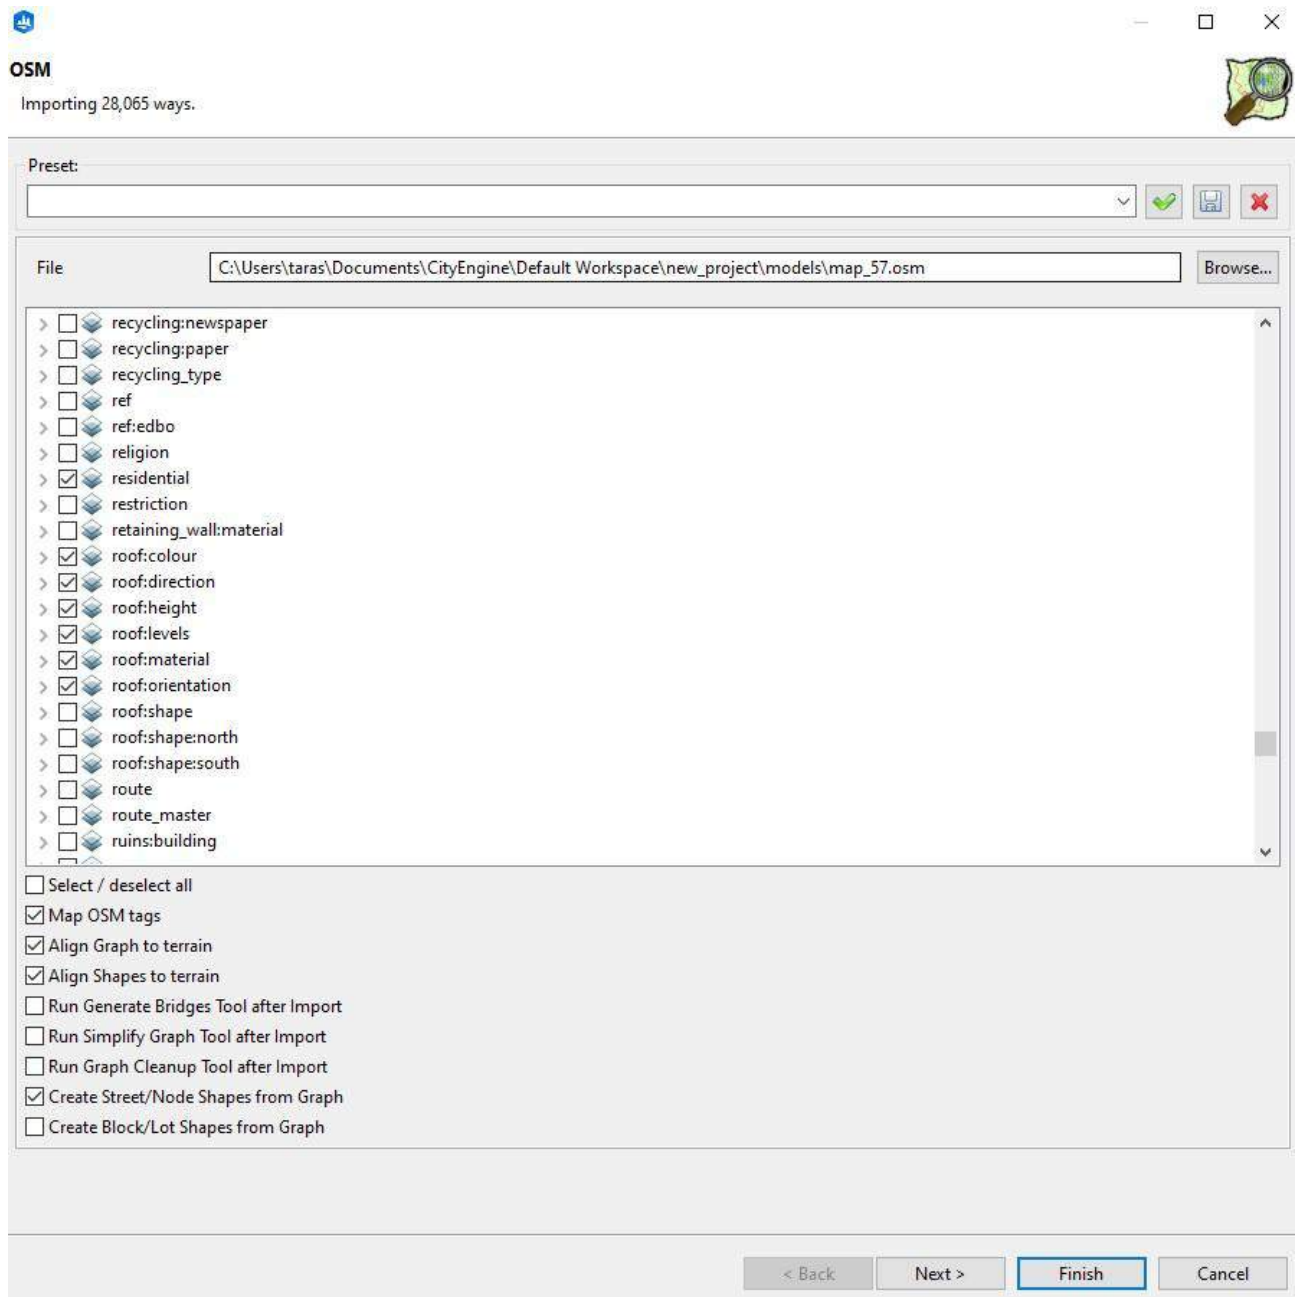 OSM
Importing 28,065 ways.
Preset:
File C:\Users\taras\Documents\CityEngine\Default Workspace\new_project\models\map_57.osm Browse...
recycling:newspaper
recycling:paper
recycling_type
ref
ref:edbo
religion
residential
restriction
retaining_wall:material
roof:colour
roof:direction
roof:height
roof:levels
roof:material
roof:orientation
roof:shape
roof:shape:north
roof:shape:south
route
route_master
ruins:building
Select / deselect all
Map OSM tags
Align Graph to terrain
Align Shapes to terrain
Run Generate Bridges Tool after Import
Run Simplify Graph Tool after Import
Run Graph Cleanup Tool after Import
Create Street/Node Shapes from Graph
Create Block/Lot Shapes from Graph
< Back Next > Finish Cancel